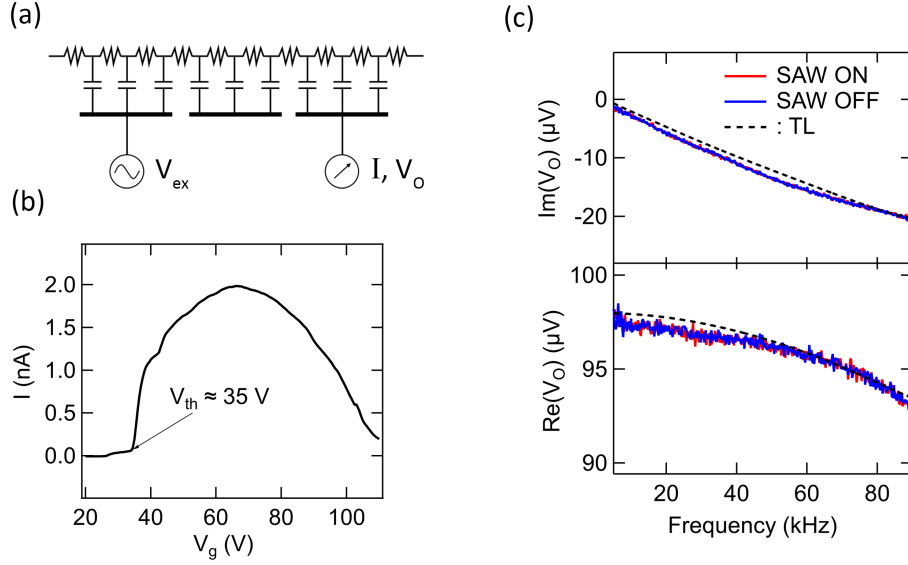 (a)
V_ex
I, V_O
(b)
I (nA)
2.0
1.5
1.0
0.5
0.0
V_th ≈ 35 V
20
40
60
80
100
V_g (V)
(c)
SAW ON
SAW OFF
: TL
Im(V_O) (μV)
0
-10
-20
Re(V_O) (μV)
100
95
90
20
40
60
80
Frequency (kHz)